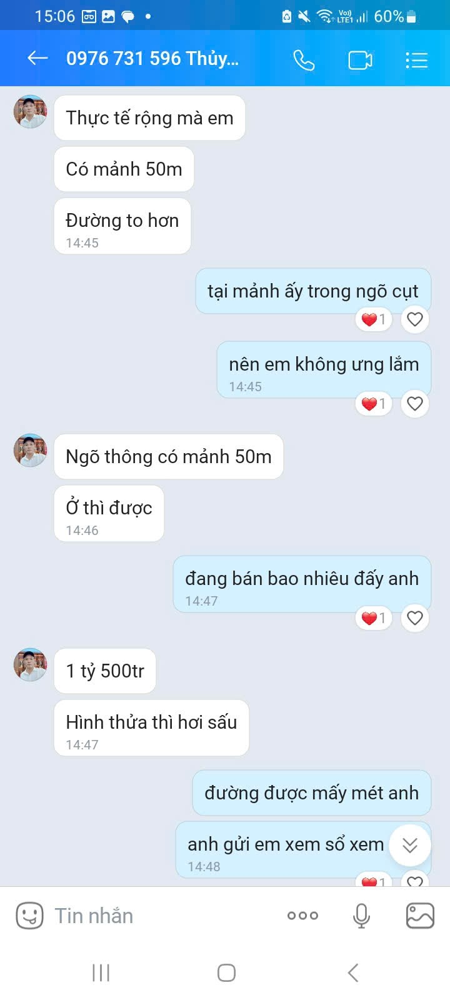 15:06
Vo)) LTE1 60%
0976 731 596 Thủy...
Thực tế rộng mà em
Có mảnh 50m
Đường to hơn
14:45
tại mảnh ấy trong ngõ cụt
1
nên em không ưng lắm
14:45
1
Ngõ thông có mảnh 50m
Ở thì được
14:46
đang bán bao nhiêu đấy anh
14:47
1
1 tỷ 500tr
Hình thửa thì hơi sấu
14:47
đường được mấy mét anh
anh gửi em xem sổ xem
14:48
1
Tin nhắn